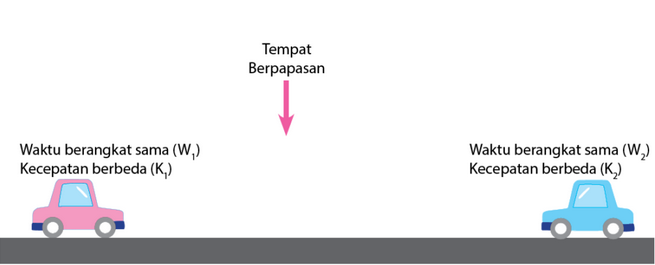 Tempat
Berpapasan
Waktu berangkat sama (W₁)
Kecepatan berbeda (K₁)
Waktu berangkat sama (W₂)
Kecepatan berbeda (K₂)